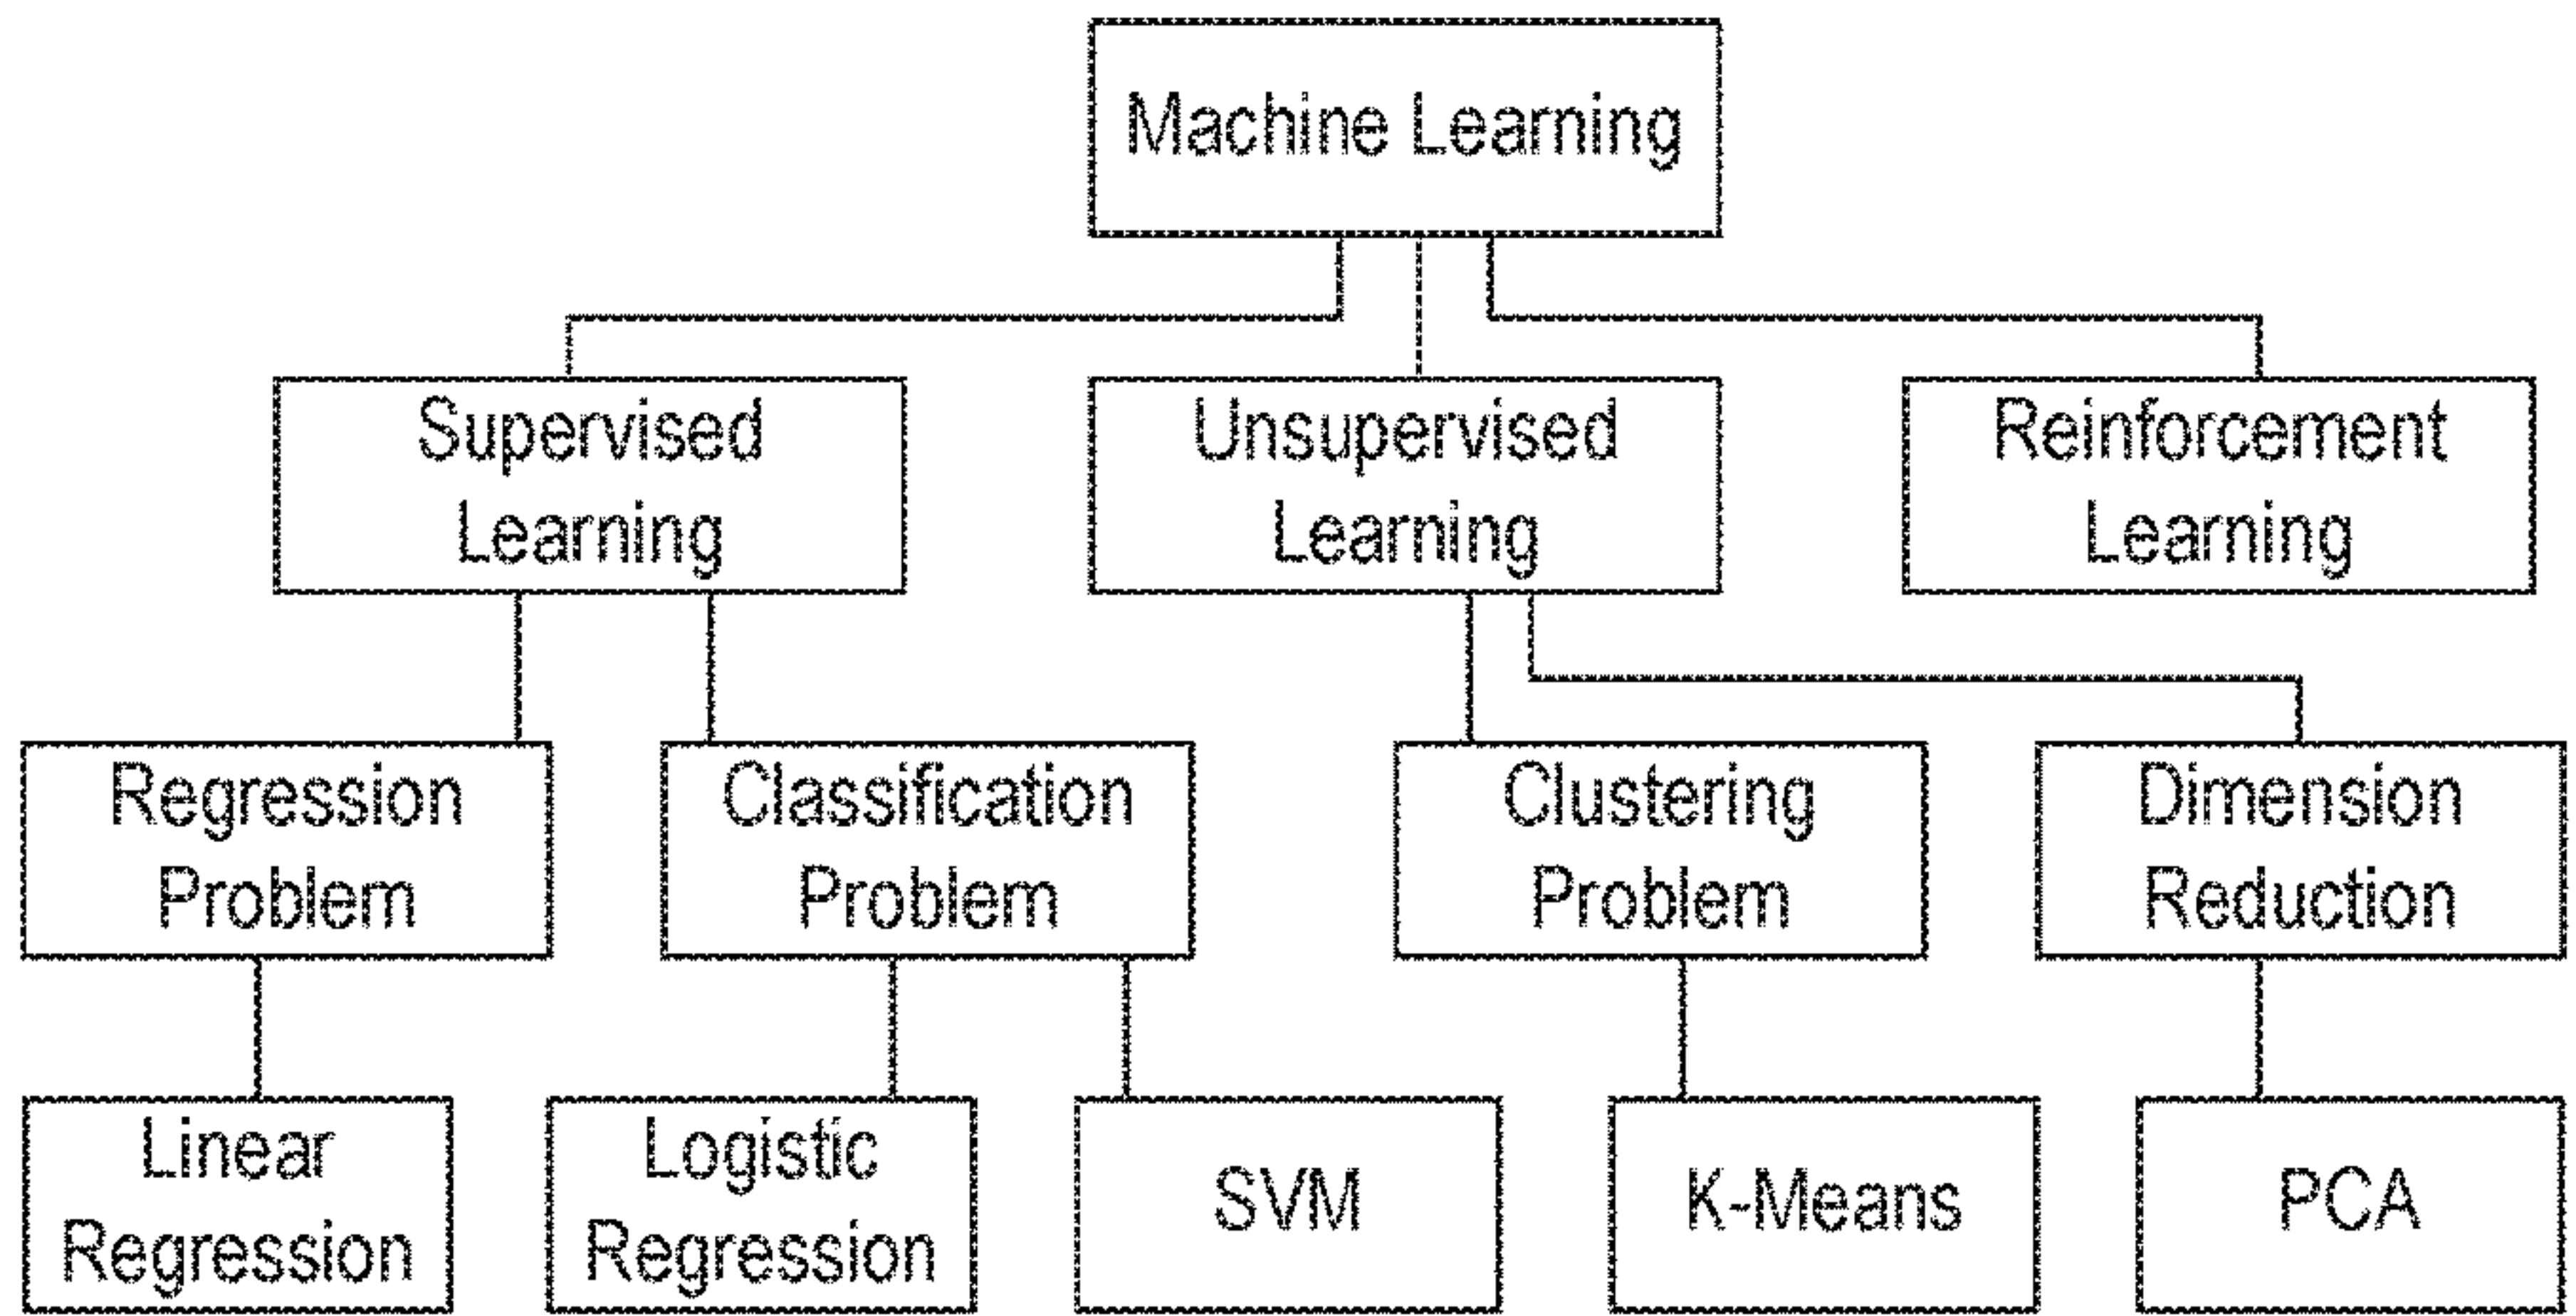 Machine Learning
Supervised
Learning
Unsupervised
Learning
Reinforcement
Learning
Regression
Problem
Classification
Problem
Clustering
Problem
Dimension
Reduction
Linear
Regression
Logistic
Regression
SVM
K-Means
PCA